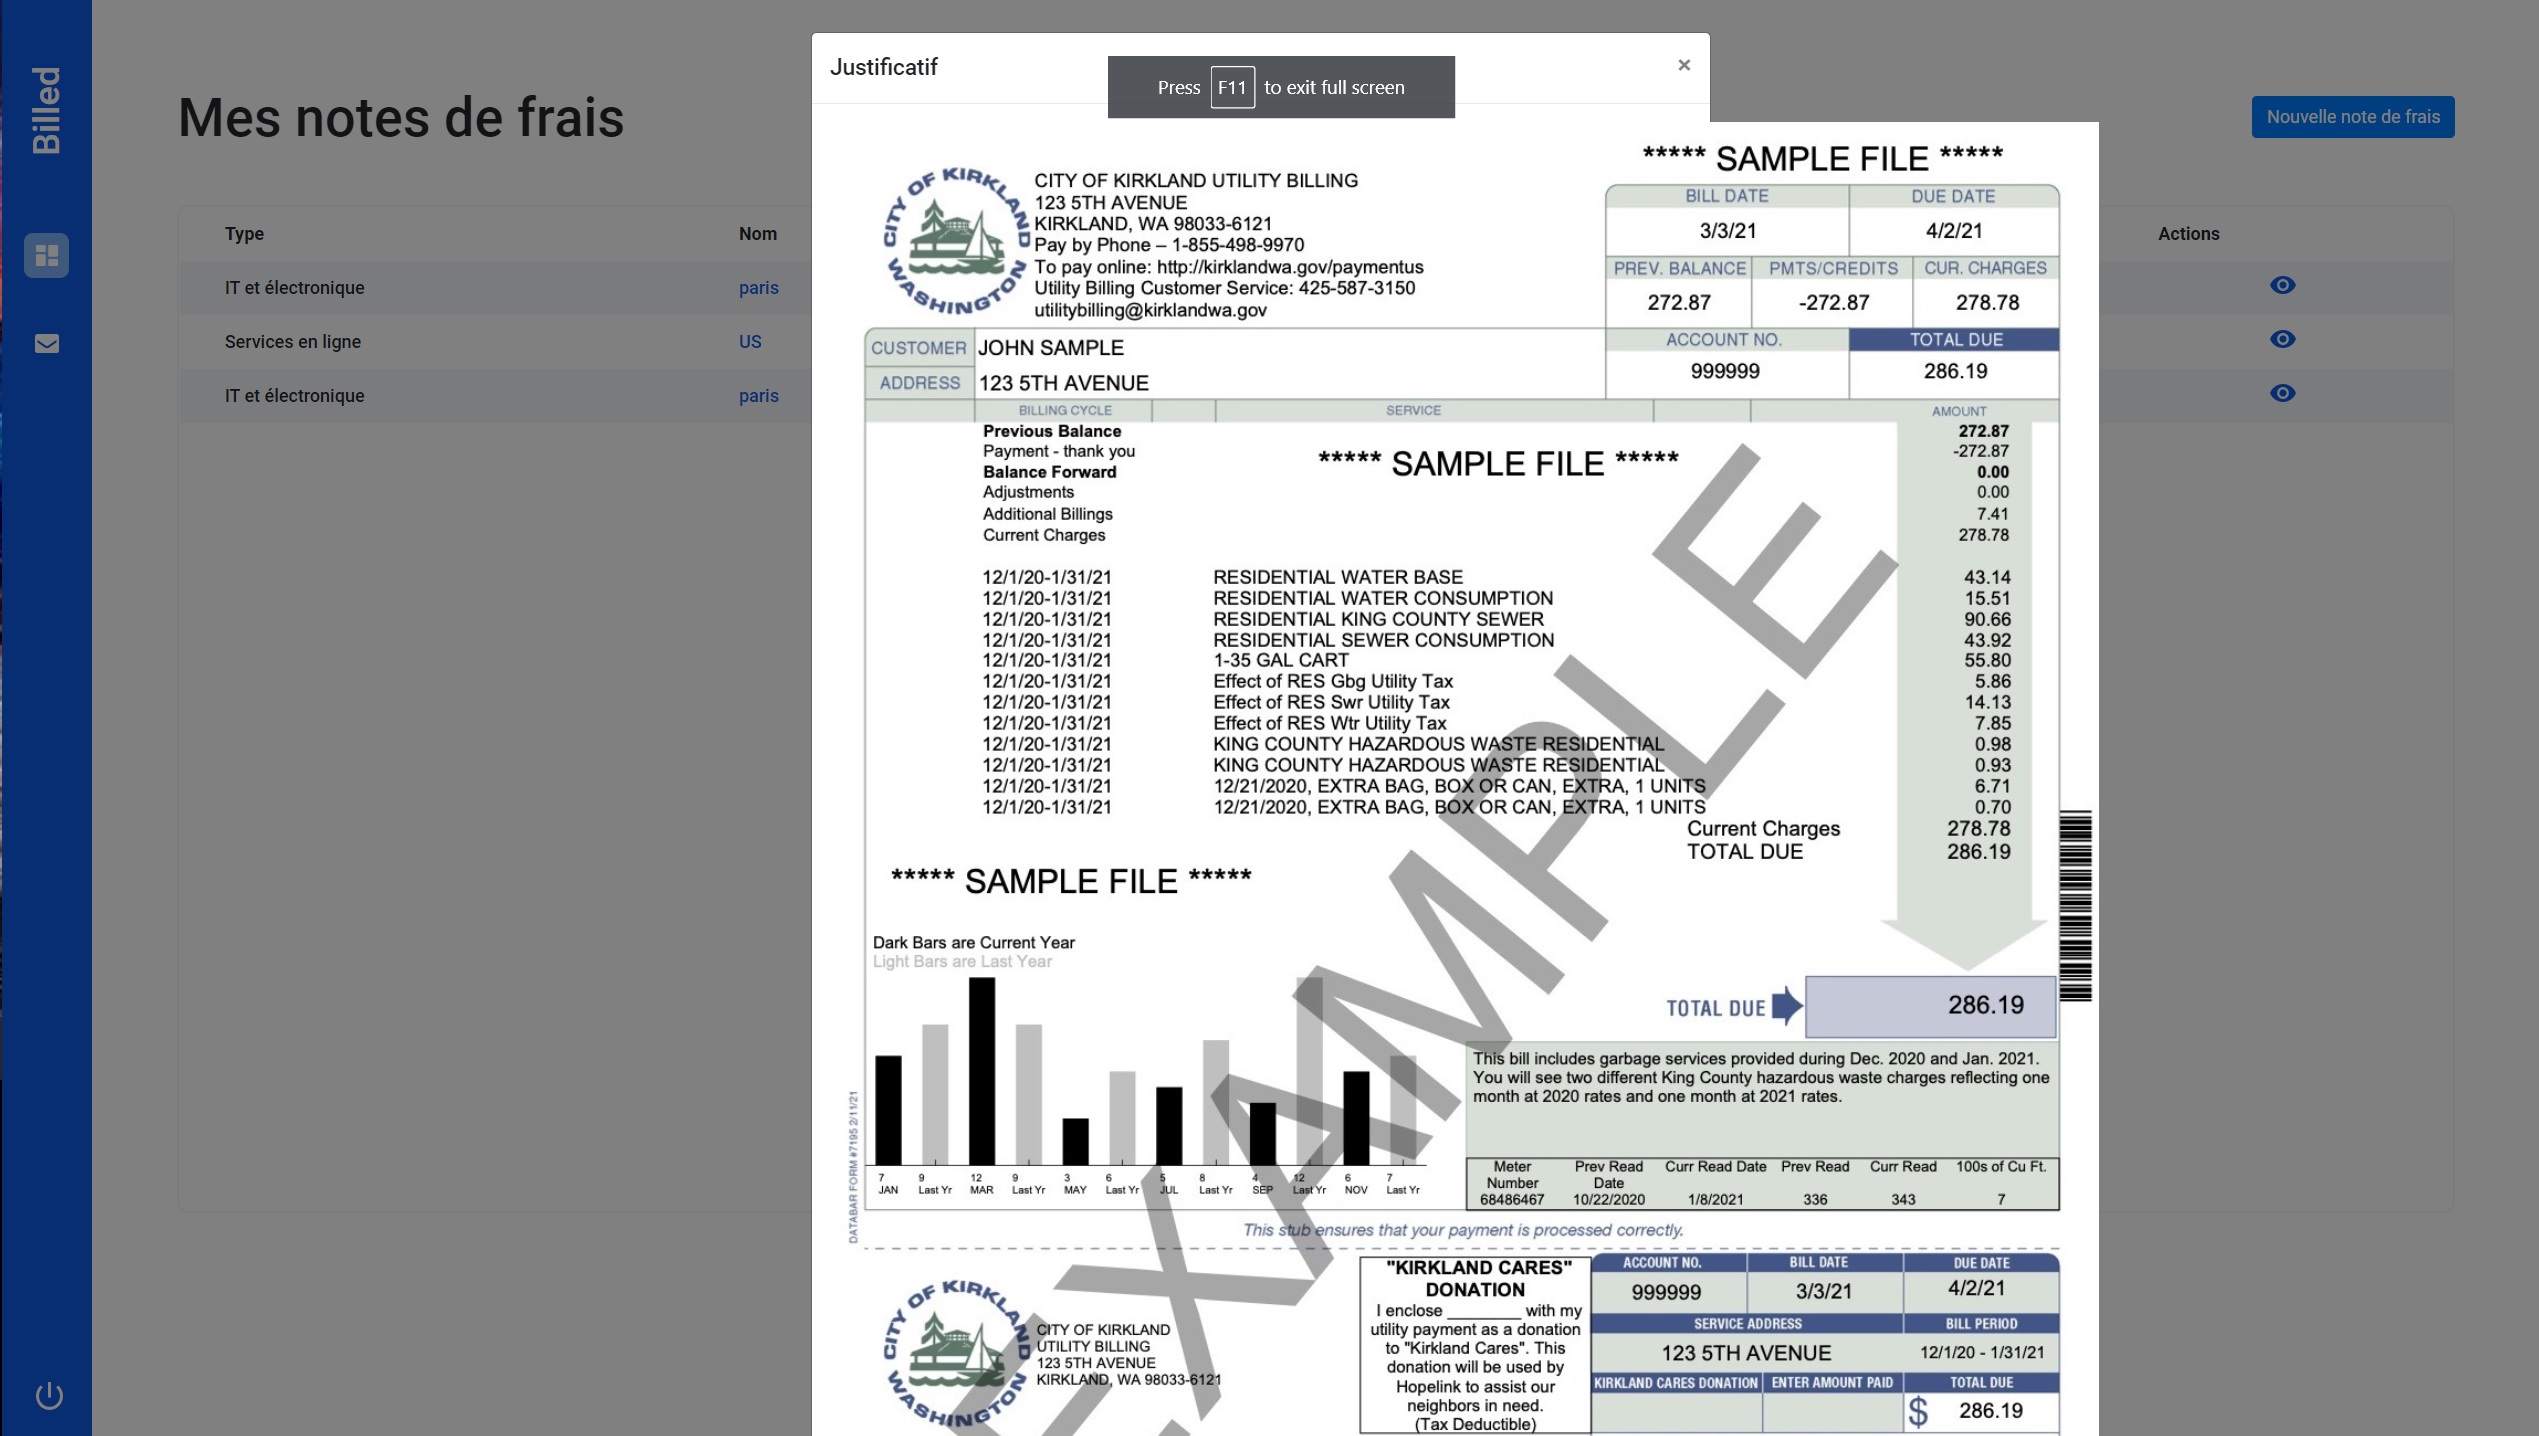 Billed
Mes notes de frais
Nouvelle note de frais
Type Nom Actions
IT et électronique paris
Services en ligne US
IT et électronique paris
Justificatif ×
Press F11 to exit full screen
***** SAMPLE FILE *****
CITY OF KIRKLAND WASHINGTON
CITY OF KIRKLAND UTILITY BILLING
123 5TH AVENUE
KIRKLAND, WA 98033-6121
Pay by Phone – 1-855-498-9970
To pay online: http://kirklandwa.gov/paymentus
Utility Billing Customer Service: 425-587-3150
utilitybilling@kirklandwa.gov
BILL DATE DUE DATE
3/3/21 4/2/21
PREV. BALANCE PMTS/CREDITS CUR. CHARGES
272.87 -272.87 278.78
ACCOUNT NO. TOTAL DUE
999999 286.19
CUSTOMER JOHN SAMPLE
ADDRESS 123 5TH AVENUE
BILLING CYCLE SERVICE AMOUNT
Previous Balance 272.87
Payment - thank you -272.87
Balance Forward 0.00
Adjustments 0.00
Additional Billings 7.41
Current Charges 278.78
***** SAMPLE FILE *****
12/1/20-1/31/21 RESIDENTIAL WATER BASE 43.14
12/1/20-1/31/21 RESIDENTIAL WATER CONSUMPTION 15.51
12/1/20-1/31/21 RESIDENTIAL KING COUNTY SEWER 90.66
12/1/20-1/31/21 RESIDENTIAL SEWER CONSUMPTION 43.92
12/1/20-1/31/21 1-35 GAL CART 55.80
12/1/20-1/31/21 Effect of RES Gbg Utility Tax 5.86
12/1/20-1/31/21 Effect of RES Swr Utility Tax 14.13
12/1/20-1/31/21 Effect of RES Wtr Utility Tax 7.85
12/1/20-1/31/21 KING COUNTY HAZARDOUS WASTE RESIDENTIAL 0.98
12/1/20-1/31/21 KING COUNTY HAZARDOUS WASTE RESIDENTIAL 0.93
12/1/20-1/31/21 12/21/2020, EXTRA BAG, BOX OR CAN, EXTRA, 1 UNITS 6.71
12/1/20-1/31/21 12/21/2020, EXTRA BAG, BOX OR CAN, EXTRA, 1 UNITS 0.70
Current Charges 278.78
TOTAL DUE 286.19
***** SAMPLE FILE *****
EXAMPLE
Dark Bars are Current Year
Light Bars are Last Year
7 9 12 9 3 6 5 8 4 12 6 7
JAN Last Yr MAR Last Yr MAY Last Yr JUL Last Yr SEP Last Yr NOV Last Yr
TOTAL DUE 286.19
This bill includes garbage services provided during Dec. 2020 and Jan. 2021.
You will see two different King County hazardous waste charges reflecting one
month at 2020 rates and one month at 2021 rates.
Meter Number Prev Read Date Curr Read Date Prev Read Curr Read 100s of Cu Ft.
68486467 10/22/2020 1/8/2021 336 343 7
DATABAR FORM #7195 2/11/21
This stub ensures that your payment is processed correctly.
CITY OF KIRKLAND WASHINGTON
CITY OF KIRKLAND
UTILITY BILLING
123 5TH AVENUE
KIRKLAND, WA 98033-6121
"KIRKLAND CARES"
DONATION
I enclose ________ with my
utility payment as a donation
to "Kirkland Cares". This
donation will be used by
Hopelink to assist our
neighbors in need.
(Tax Deductible)
ACCOUNT NO. BILL DATE DUE DATE
999999 3/3/21 4/2/21
SERVICE ADDRESS BILL PERIOD
123 5TH AVENUE 12/1/20 - 1/31/21
KIRKLAND CARES DONATION ENTER AMOUNT PAID TOTAL DUE
$ 286.19